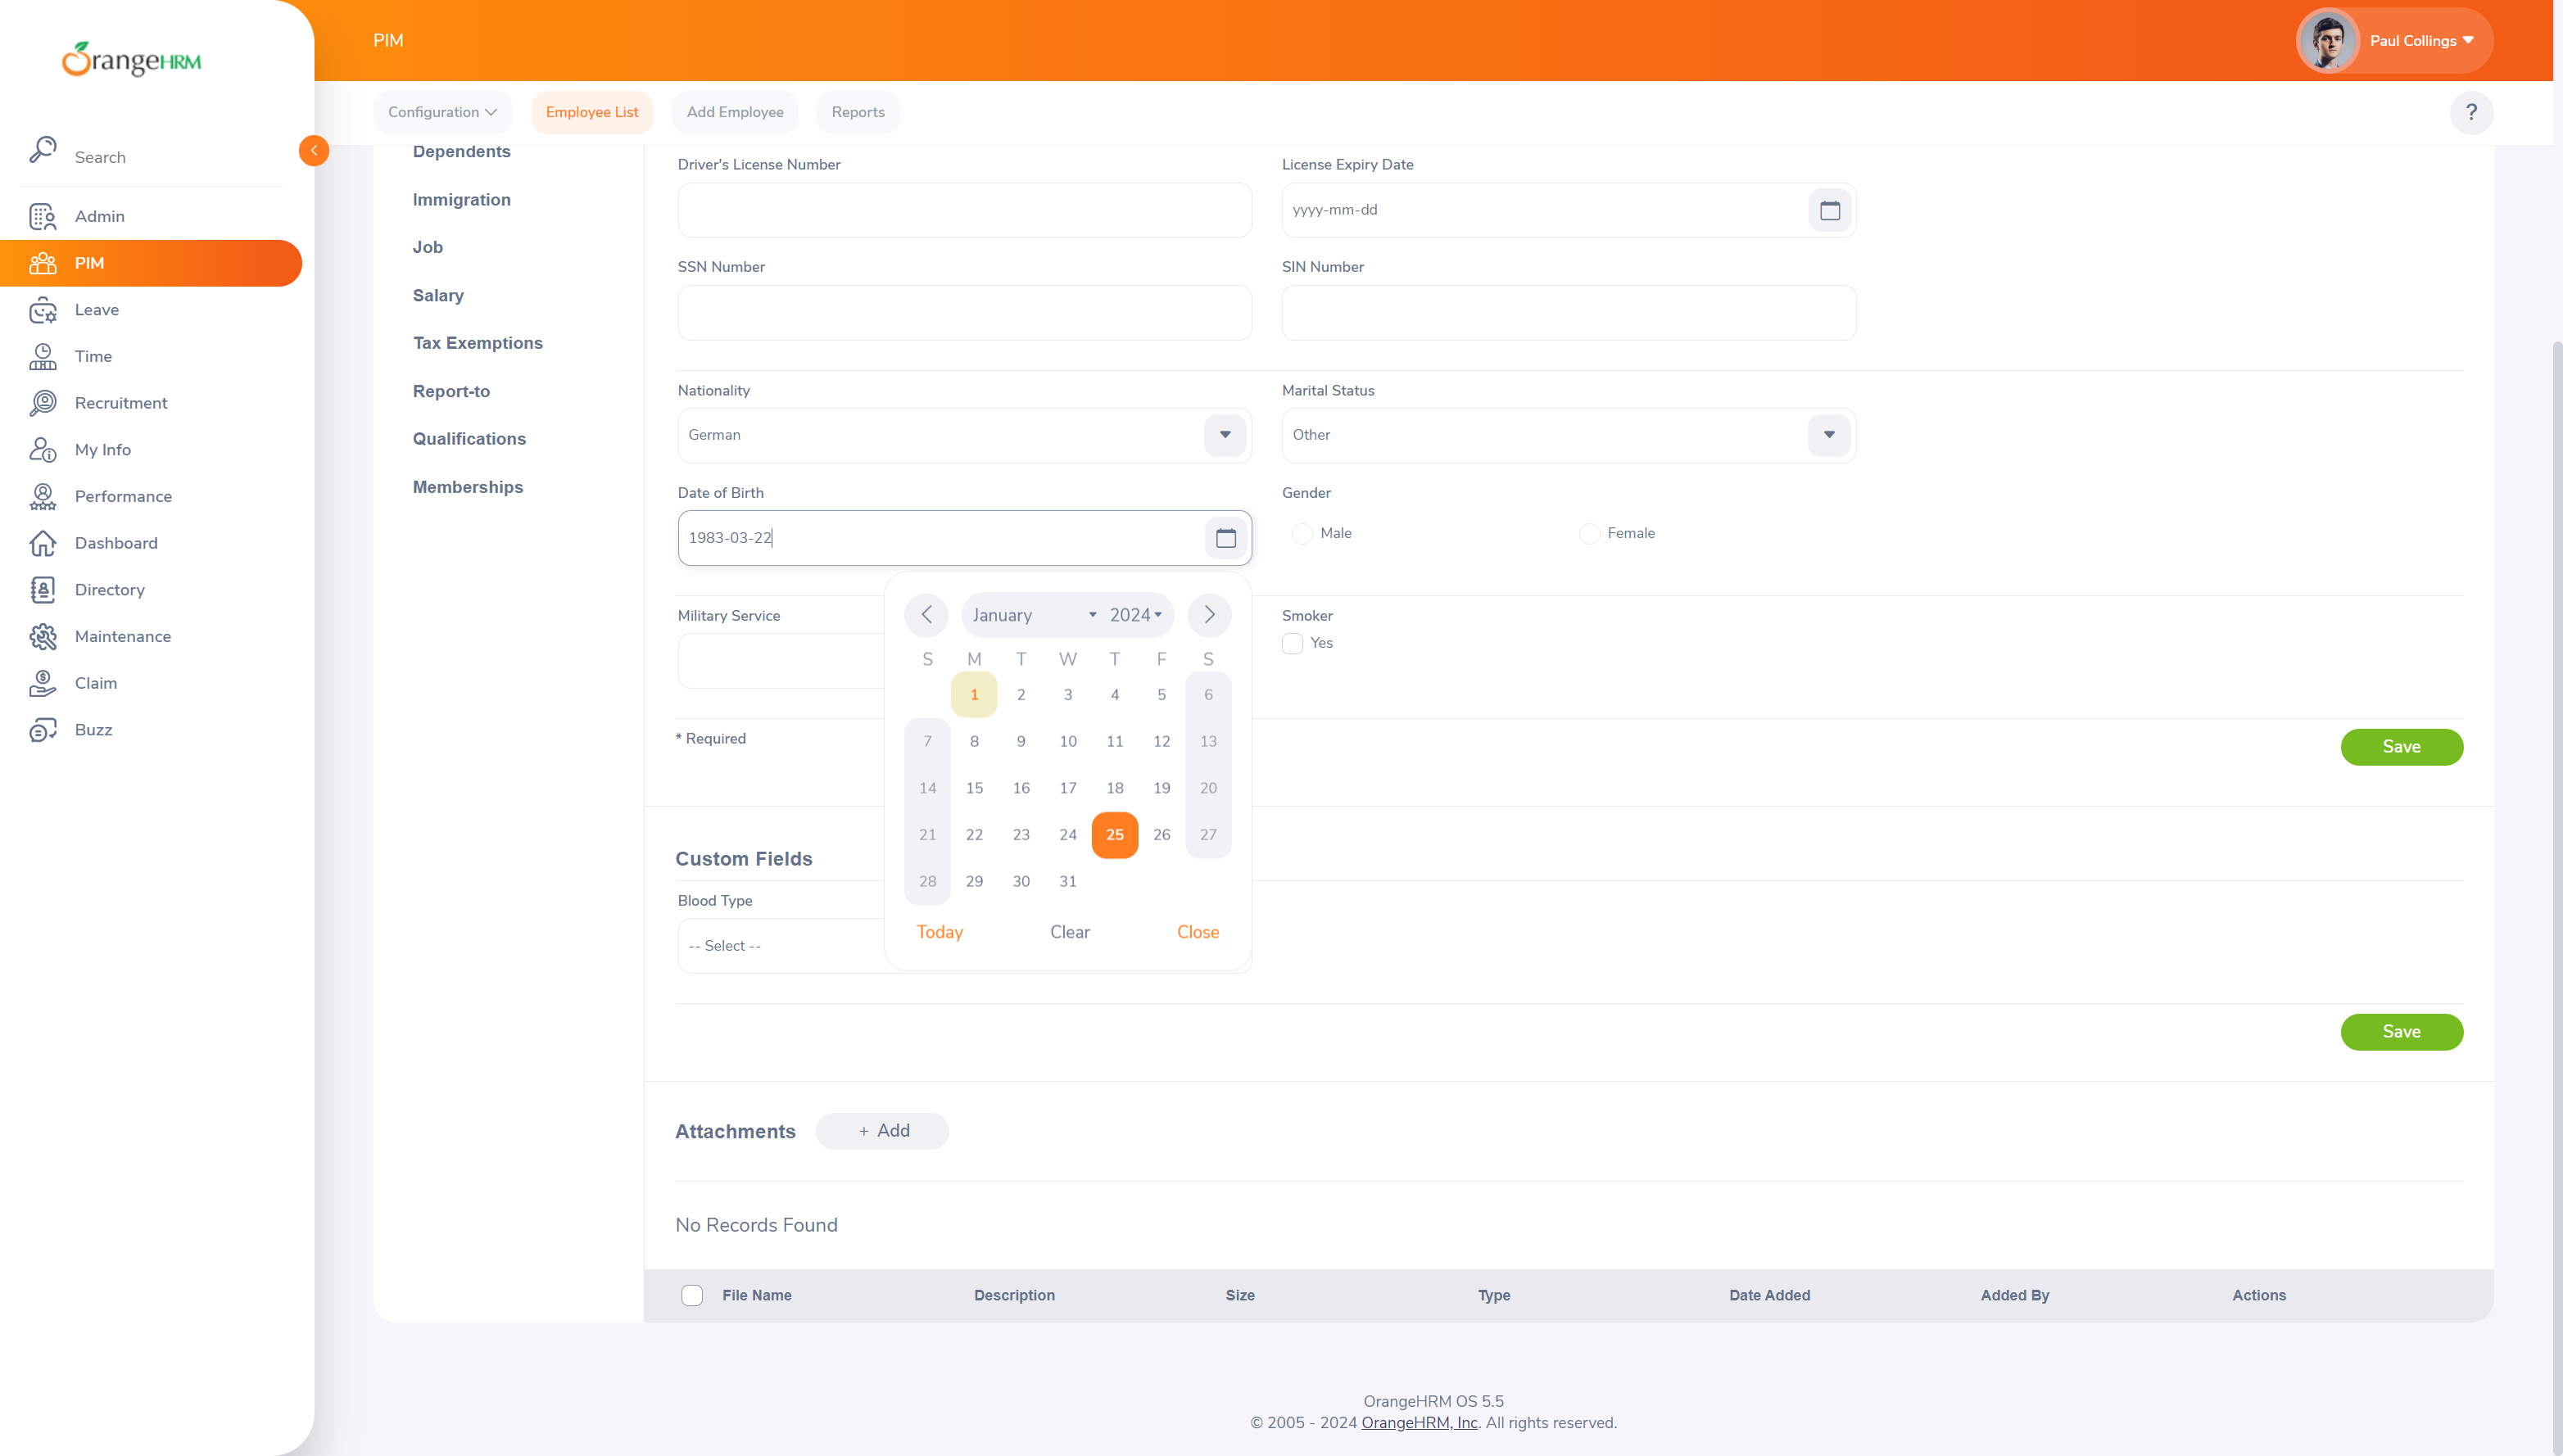 OrangeHRM
PIM
Paul Collings
Search
Configuration
Employee List
Add Employee
Reports
?
Admin
PIM
Leave
Time
Recruitment
My Info
Performance
Dashboard
Directory
Maintenance
Claim
Buzz
Dependents
Immigration
Job
Salary
Tax Exemptions
Report-to
Qualifications
Memberships
Driver's License Number
License Expiry Date
yyyy-mm-dd
SSN Number
SIN Number
Nationality
Marital Status
German
Other
Date of Birth
Gender
1983-03-22
Male
Female
Military Service
Smoker
Yes
January 2024
S M T W T F S
1 2 3 4 5 6
7 8 9 10 11 12 13
14 15 16 17 18 19 20
21 22 23 24 25 26 27
28 29 30 31
Today Clear Close
* Required
Save
Custom Fields
Blood Type
-- Select --
Save
Attachments
+ Add
No Records Found
File Name Description Size Type Date Added Added By Actions
OrangeHRM OS 5.5
© 2005 - 2024 OrangeHRM, Inc. All rights reserved.